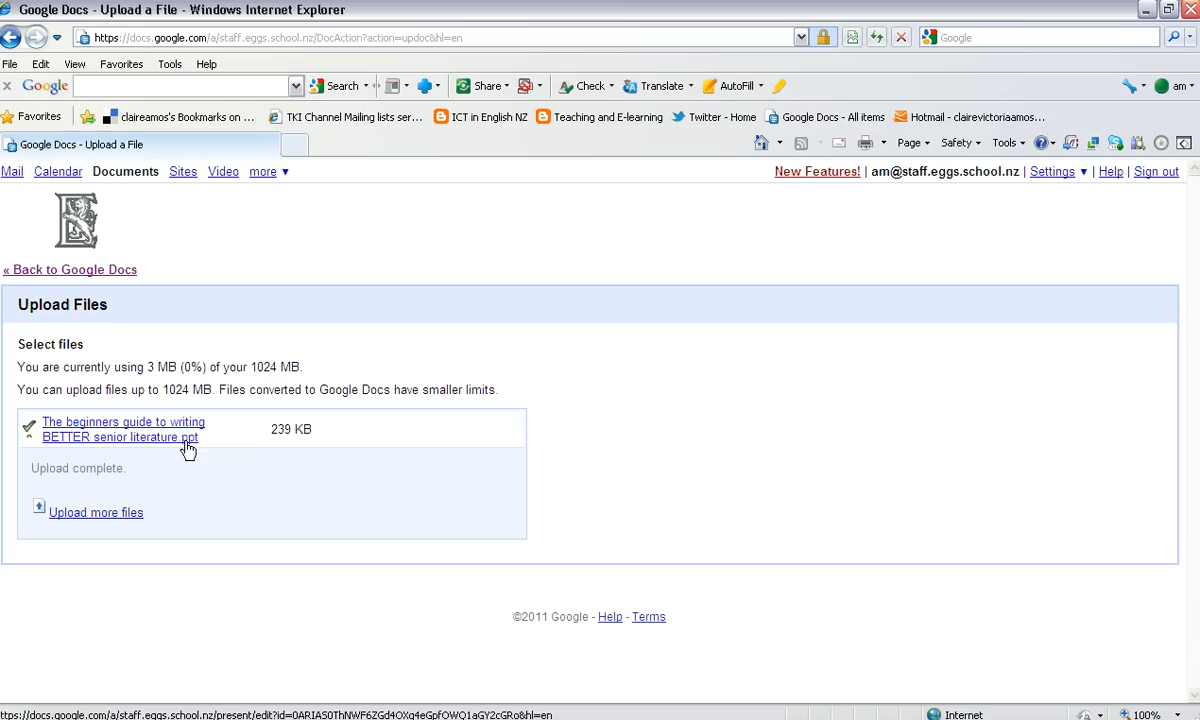 Google Docs - Upload a File - Windows Internet Explorer
https://docs.google.com/a/staff.eggs.school.nz/DocAction?action=updoc&hl=en
Google
File Edit View Favorites Tools Help
x Google Search Share Check Translate AutoFill am
Favorites claireamos's Bookmarks on ... TKI Channel Mailing lists ser... ICT in English NZ Teaching and E-learning Twitter - Home Google Docs - All items Hotmail - clairevictoriaamos...
Google Docs - Upload a File Page Safety Tools
Mail Calendar Documents Sites Video more ▼ New Features! | am@staff.eggs.school.nz | Settings ▼ | Help | Sign out
E
« Back to Google Docs
Upload Files
Select files
You are currently using 3 MB (0%) of your 1024 MB.
You can upload files up to 1024 MB. Files converted to Google Docs have smaller limits.
The beginners guide to writing
BETTER senior literature.ppt
239 KB
Upload complete.
Upload more files
©2011 Google - Help - Terms
Internet 100%